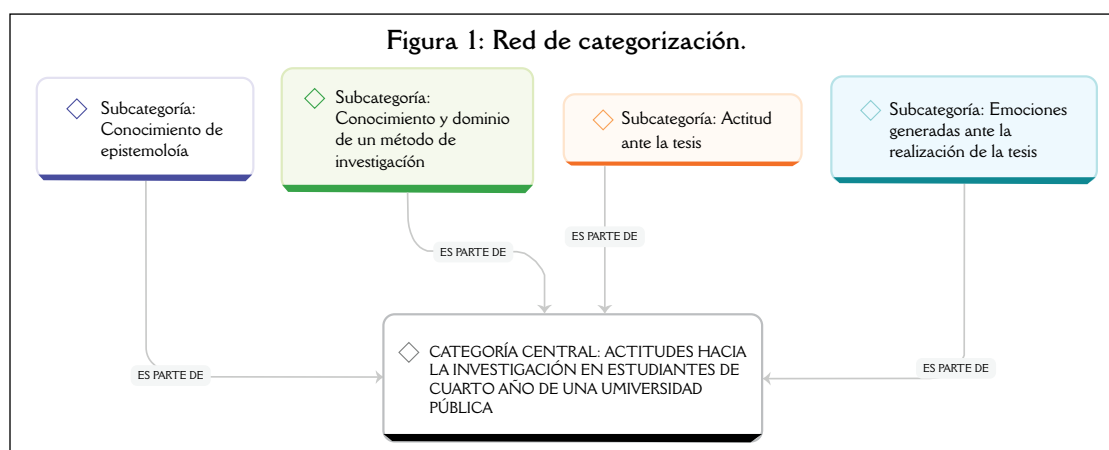 Figura 1: Red de categorización.
Subcategoría:
Conocimiento de
epistemoloía
Subcategoría:
Conocimiento y dominio
de un método de
investigación
Subcategoría: Actitud
ante la tesis
Subcategoría: Emociones
generadas ante la
realización de la tesis
ES PARTE DE
ES PARTE DE
ES PARTE DE
ES PARTE DE
CATEGORÍA CENTRAL: ACTITUDES HACIA
LA INVESTIGACIÓN EN ESTUDIANTES DE
CUARTO AÑO DE UNA UMIVERSIDAD
PÚBLICA